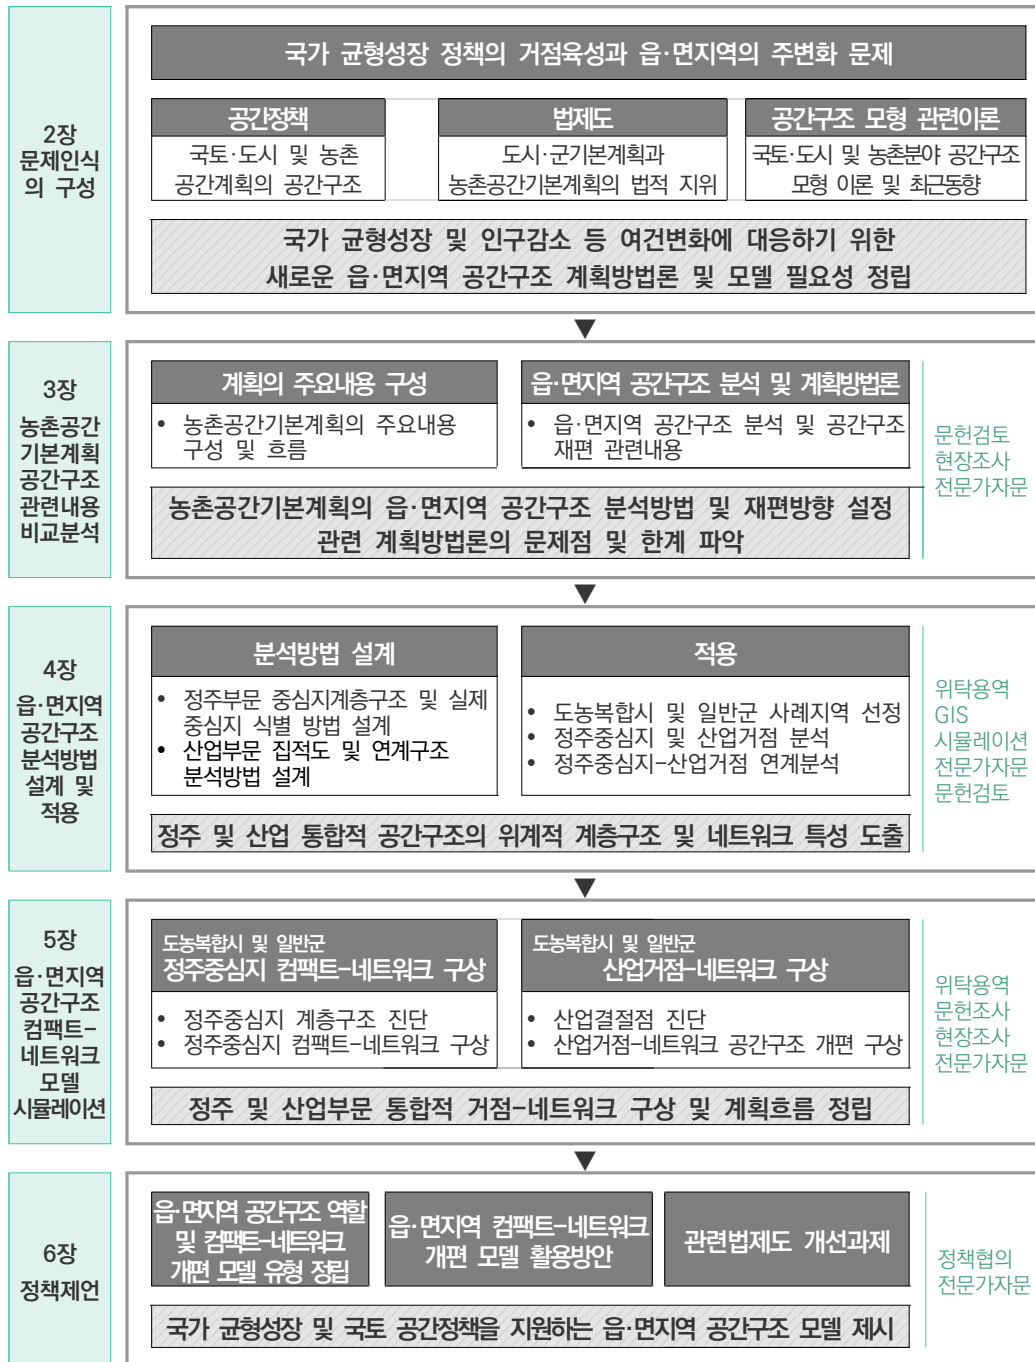 2장
문제인식
의 구성
국가 균형성장 정책의 거점육성과 읍·면지역의 주변화 문제
공간정책
국토·도시 및 농촌
공간계획의 공간구조
법제도
도시·군기본계획과
농촌공간기본계획의 법적 지위
공간구조 모형 관련이론
국토·도시 및 농촌분야 공간구조
모형 이론 및 최근동향
국가 균형성장 및 인구감소 등 여건변화에 대응하기 위한
새로운 읍·면지역 공간구조 계획방법론 및 모델 필요성 정립
▼
3장
농촌공간
기본계획
공간구조
관련내용
비교분석
계획의 주요내용 구성
• 농촌공간기본계획의 주요내용
구성 및 흐름
읍·면지역 공간구조 분석 및 계획방법론
• 읍·면지역 공간구조 분석 및 공간구조
재편 관련내용
농촌공간기본계획의 읍·면지역 공간구조 분석방법 및 재편방향 설정
관련 계획방법론의 문제점 및 한계 파악
문헌검토
현장조사
전문가자문
▼
4장
읍·면지역
공간구조
분석방법
설계 및
적용
분석방법 설계
• 정주부문 중심지계층구조 및 실제
중심지 식별 방법 설계
• 산업부문 집적도 및 연계구조
분석방법 설계
적용
• 도농복합시 및 일반군 사례지역 선정
• 정주중심지 및 산업거점 분석
• 정주중심지-산업거점 연계분석
정주 및 산업 통합적 공간구조의 위계적 계층구조 및 네트워크 특성 도출
위탁용역
GIS
시뮬레이션
전문가자문
문헌검토
▼
5장
읍·면지역
공간구조
컴팩트-
네트워크
모델
시뮬레이션
도농복합시 및 일반군
정주중심지 컴팩트-네트워크 구상
• 정주중심지 계층구조 진단
• 정주중심지 컴팩트-네트워크 구상
도농복합시 및 일반군
산업거점-네트워크 구상
• 산업결절점 진단
• 산업거점-네트워크 공간구조 개편 구상
정주 및 산업부문 통합적 거점-네트워크 구상 및 계획흐름 정립
위탁용역
문헌조사
현장조사
전문가자문
▼
6장
정책제언
읍·면지역 공간구조 역할
및 컴팩트-네트워크
개편 모델 유형 정립
읍·면지역 컴팩트-네트워크
개편 모델 활용방안
관련법제도 개선과제
국가 균형성장 및 국토 공간정책을 지원하는 읍·면지역 공간구조 모델 제시
정책협의
전문가자문